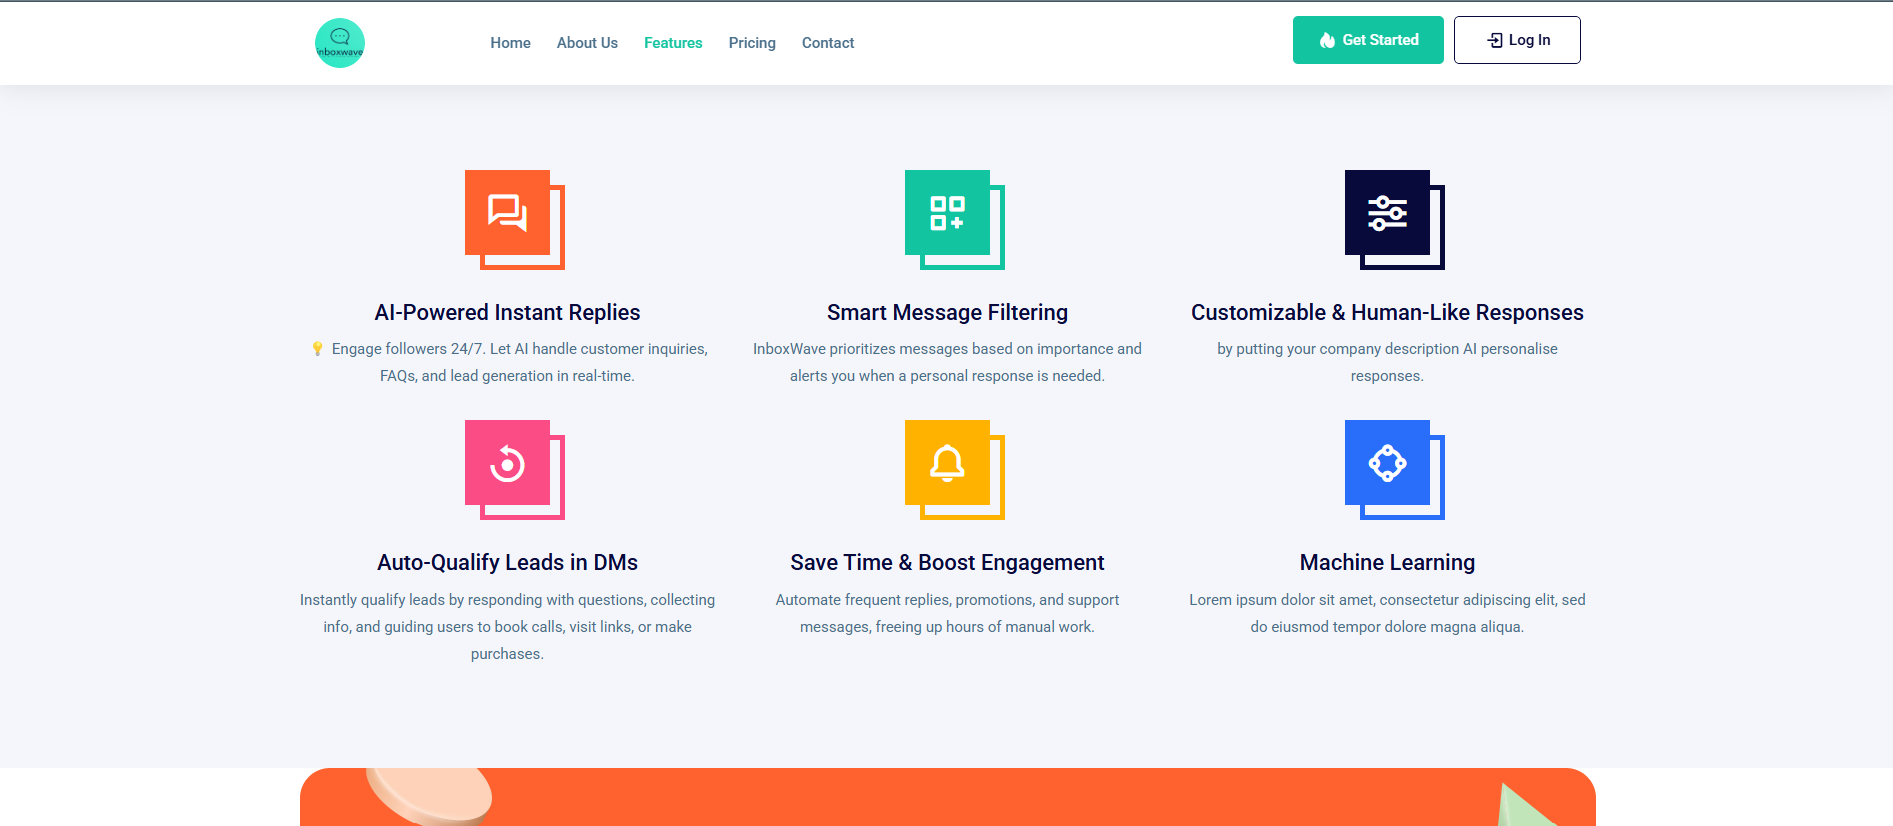 inboxwave
Home About Us Features Pricing Contact
Get Started Log In
AI-Powered Instant Replies
💡 Engage followers 24/7. Let AI handle customer inquiries,
FAQs, and lead generation in real-time.
Smart Message Filtering
InboxWave prioritizes messages based on importance and
alerts you when a personal response is needed.
Customizable & Human-Like Responses
by putting your company description AI personalise
responses.
Auto-Qualify Leads in DMs
Instantly qualify leads by responding with questions, collecting
info, and guiding users to book calls, visit links, or make
purchases.
Save Time & Boost Engagement
Automate frequent replies, promotions, and support
messages, freeing up hours of manual work.
Machine Learning
Lorem ipsum dolor sit amet, consectetur adipiscing elit, sed
do eiusmod tempor dolore magna aliqua.